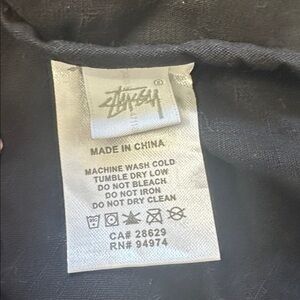 Stüssy ®
MADE IN CHINA
MACHINE WASH COLD
TUMBLE DRY LOW
DO NOT BLEACH
DO NOT IRON
DO NOT DRY CLEAN
CA# 28629
RN# 94974